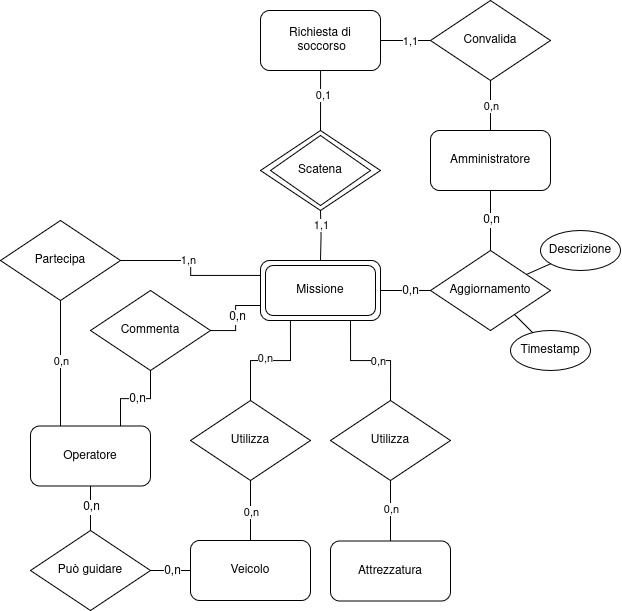 Richiesta di
soccorso
1,1
Convalida
0,1
0,n
Scatena
Amministratore
1,1
0,n
Partecipa
1,n
Descrizione
Missione
0,n
Aggiornamento
Commenta
0,n
Timestamp
0,n
0,n
0,n
0,n
Utilizza
Utilizza
Operatore
0,n
0,n
0,n
Può guidare
0,n
Veicolo
Attrezzatura